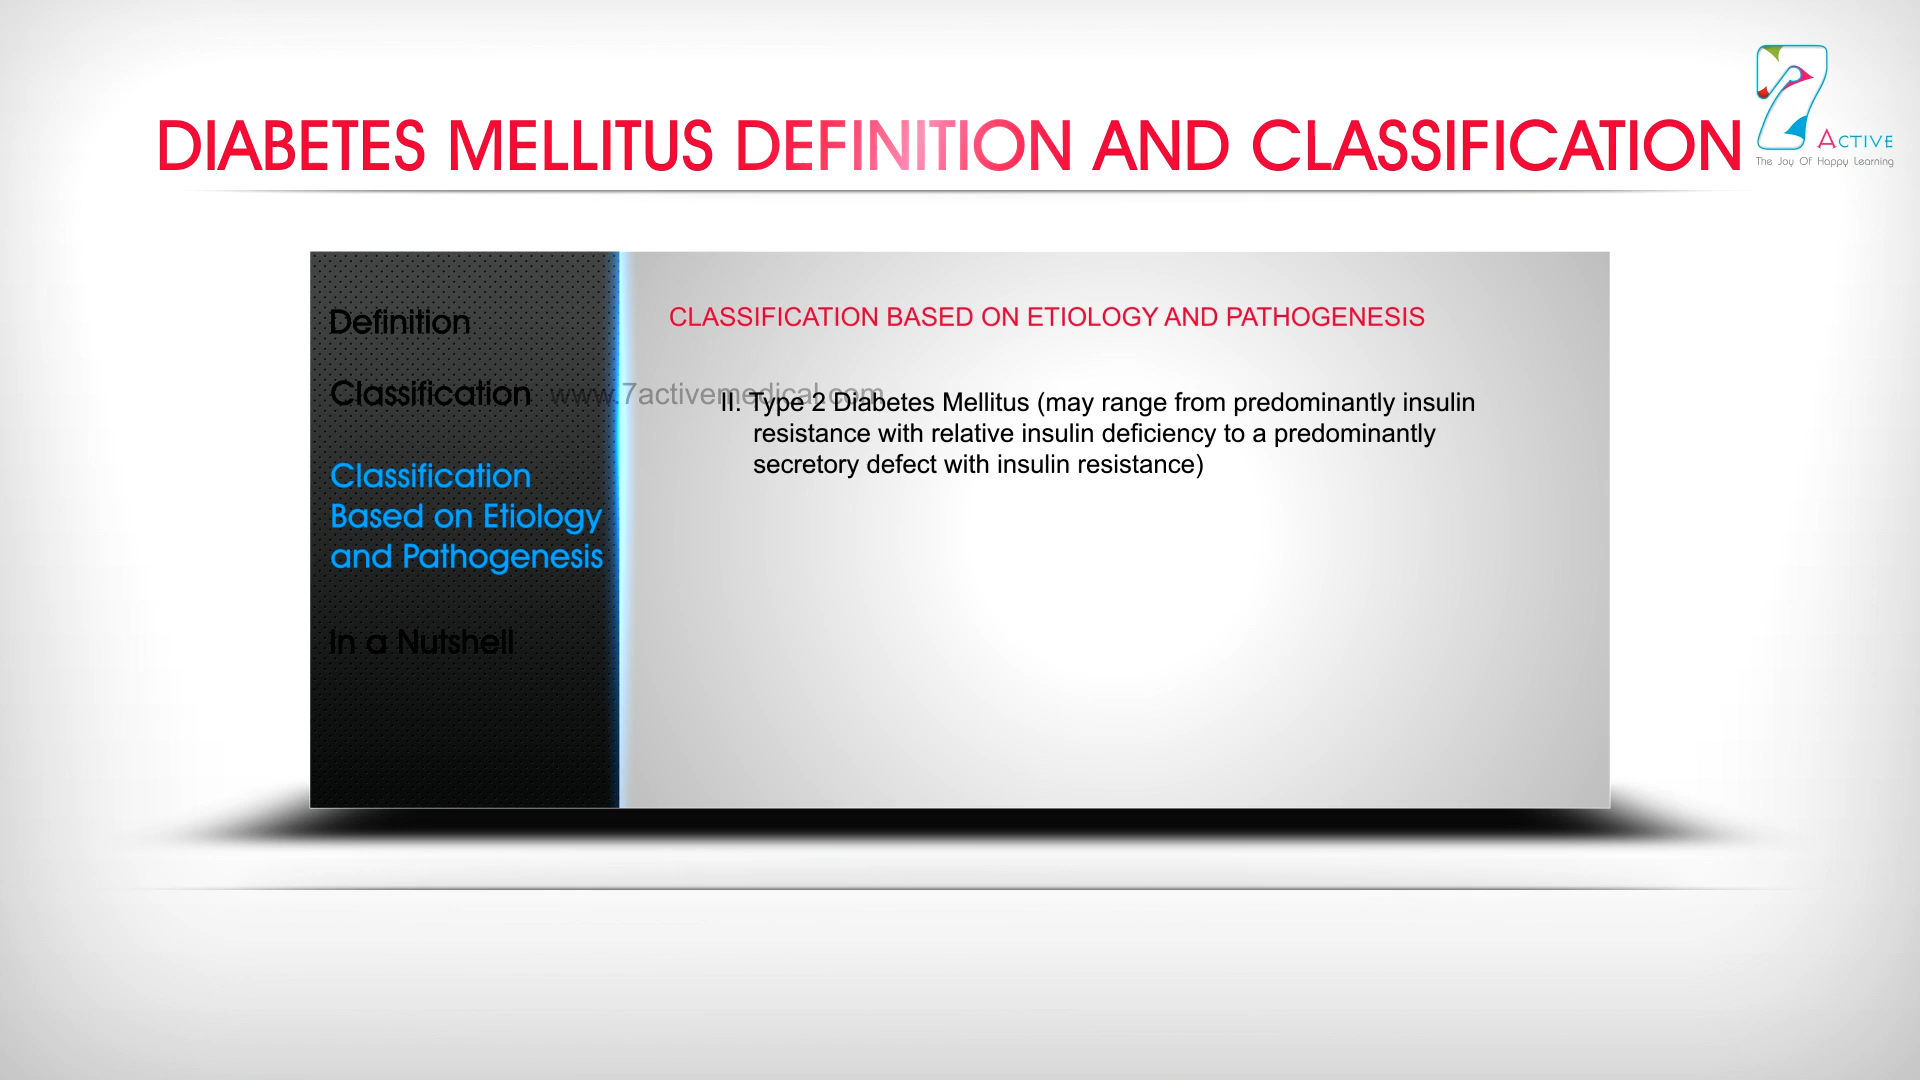 DIABETES MELLITUS DEFINITION AND CLASSIFICATION
7
ACTIVE
The Joy Of Happy Learning
Definition
Classification
Classification
Based on Etiology
and Pathogenesis
In a Nutshell
CLASSIFICATION BASED ON ETIOLOGY AND PATHOGENESIS
www.7activemedical.com
II. Type 2 Diabetes Mellitus (may range from predominantly insulin
resistance with relative insulin deficiency to a predominantly
secretory defect with insulin resistance)